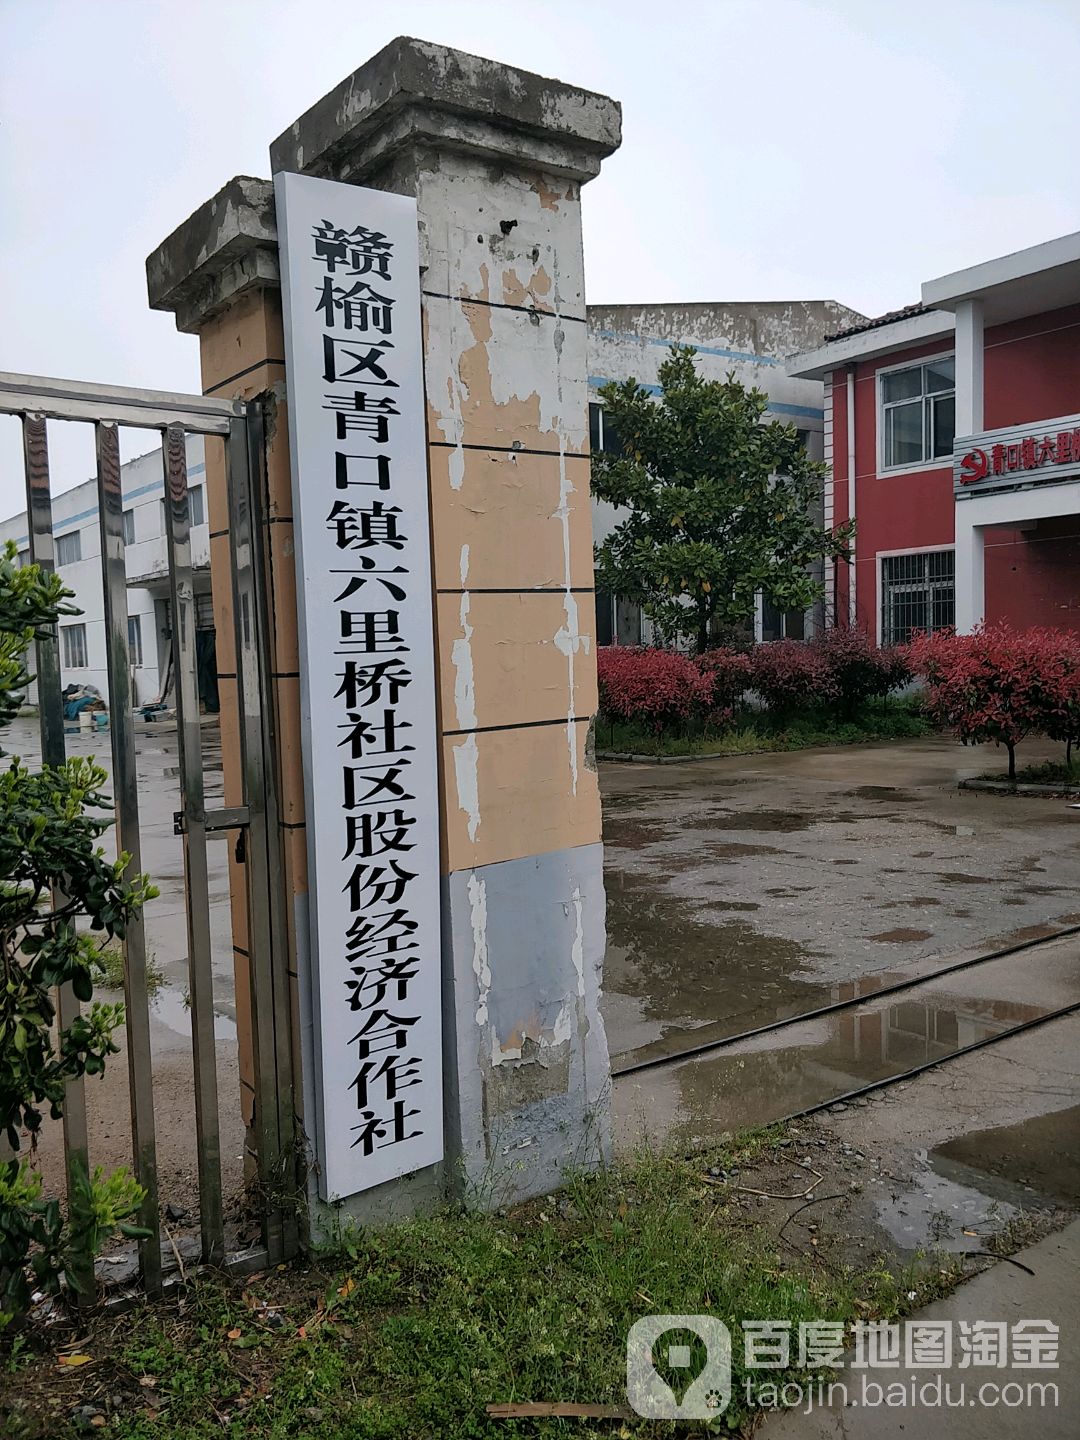 赣榆区青口镇六里桥社区股份经济合作社
青口镇六里
百度地图淘金
taojin.baidu.com